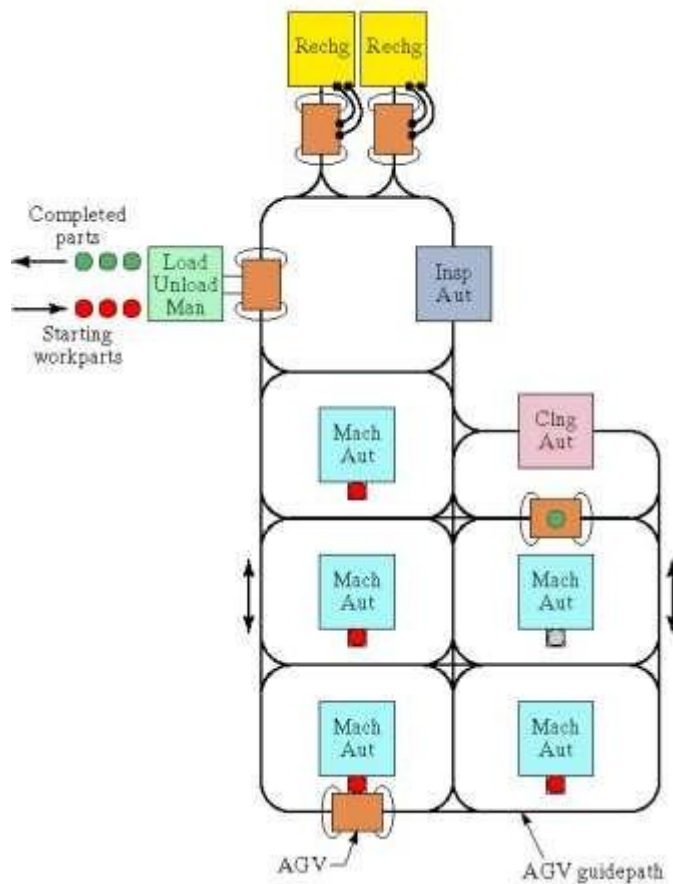 Rechg
Rechg
Completed
parts
Load
Unload
Man
Insp
Aut
Starting
workparts
Mach
Aut
Clng
Aut
Mach
Aut
Mach
Aut
Mach
Aut
Mach
Aut
AGV
AGV guidepath